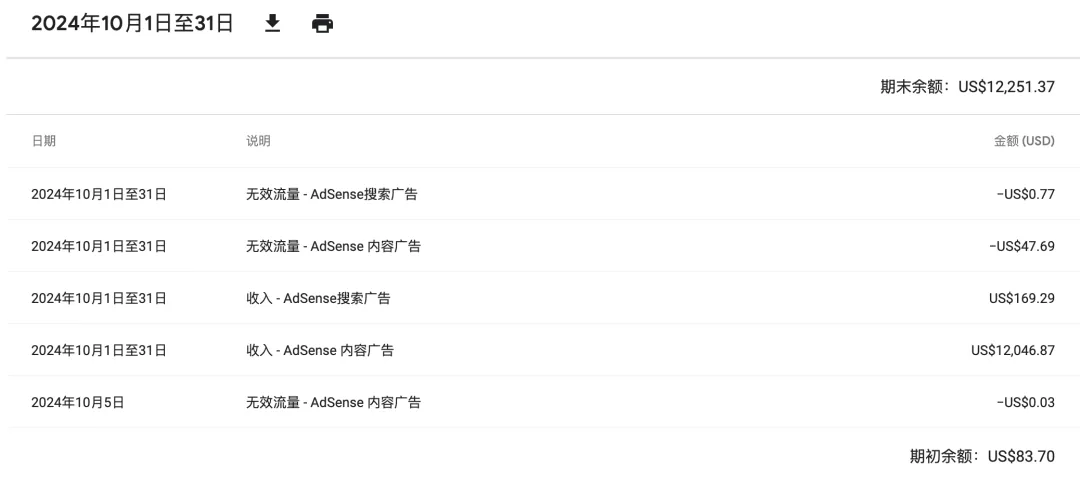 2024年10月1日至31日
期末余额：US$12,251.37
日期 说明 金额 (USD)
2024年10月1日至31日 无效流量 - AdSense搜索广告 −US$0.77
2024年10月1日至31日 无效流量 - AdSense 内容广告 −US$47.69
2024年10月1日至31日 收入 - AdSense搜索广告 US$169.29
2024年10月1日至31日 收入 - AdSense 内容广告 US$12,046.87
2024年10月5日 无效流量 - AdSense 内容广告 −US$0.03
期初余额：US$83.70